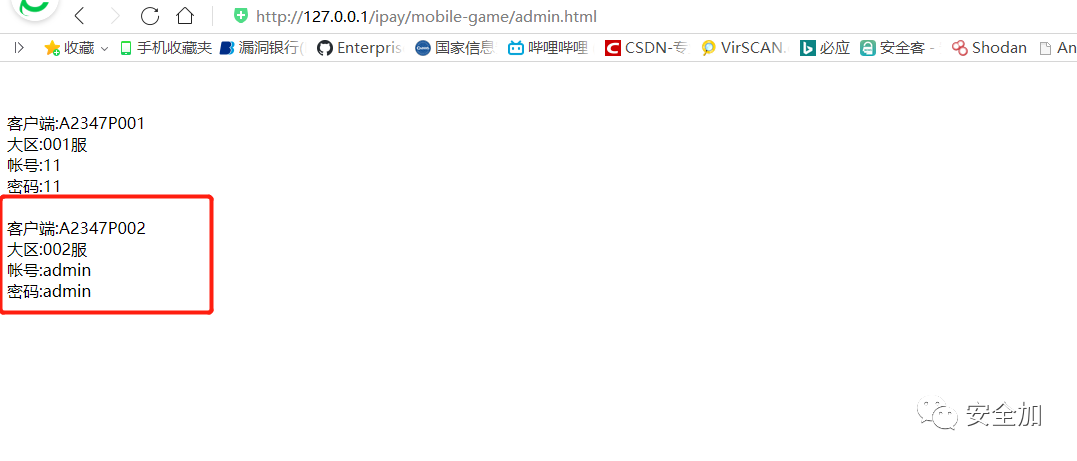 http://127.0.0.1/ipay/mobile-game/admin.html
收藏 手机收藏夹 漏洞银行( Enterpris 国家信息 哔哩哔哩 CSDN-专 VirSCAN. 必应 安全客 - Shodan An
客户端:A2347P001
大区:001服
帐号:11
密码:11
客户端:A2347P002
大区:002服
帐号:admin
密码:admin
安全加